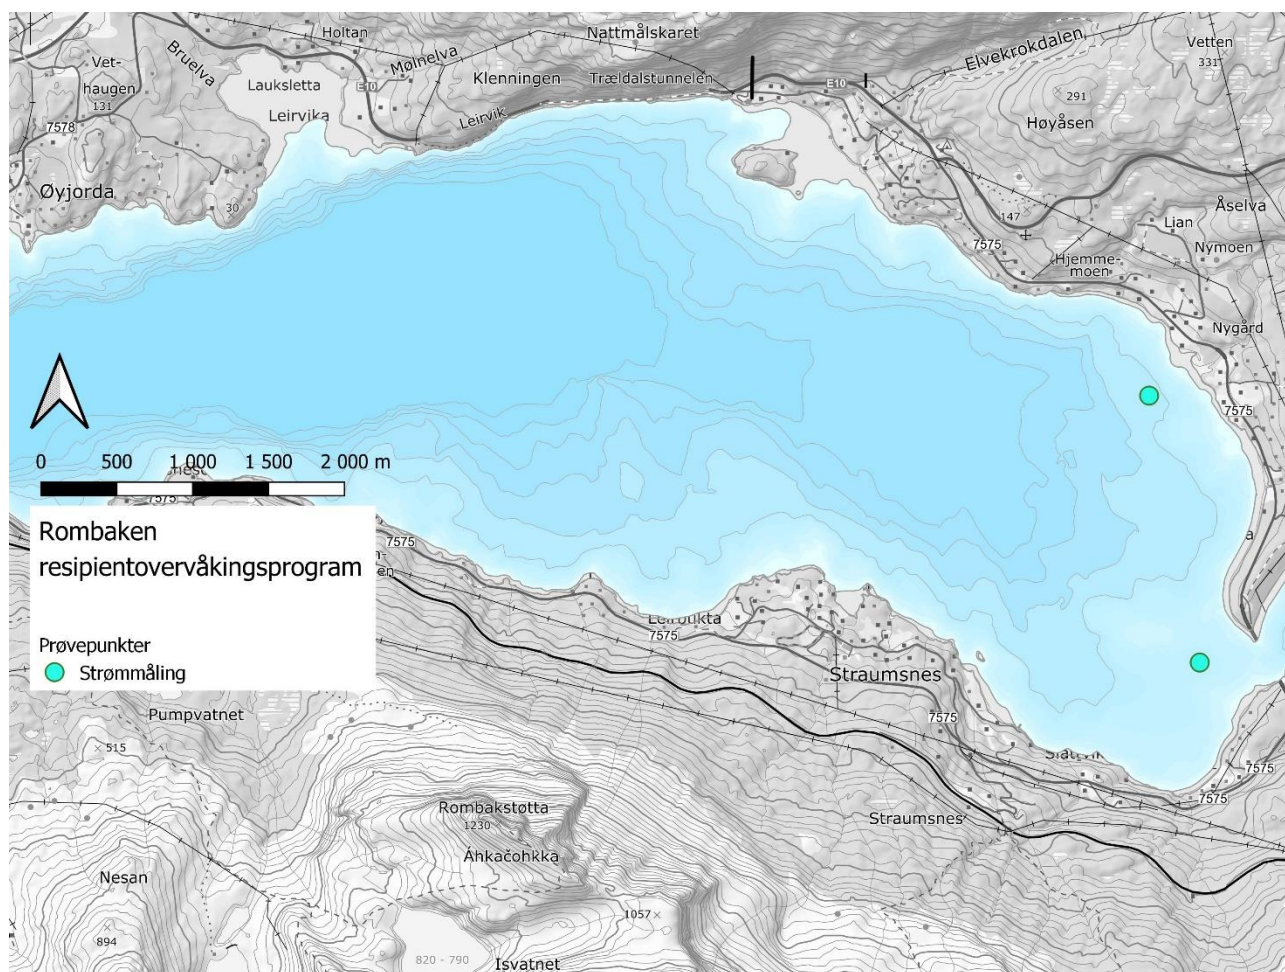 Holtan
Nattmålskaret
Elvekrokdalen
Vetten
331
Bruelva
Mølnelva
Vet-
haugen
131
Lauksletta
Klenningen
Trældalstunnelen
E10
E10
291
Leirvika
Leirvik
Høyåsen
7578
Øyjorda
30
147
Åselva
Lian
Nymoen
7575
Hjemme-
moen
Nygård
7575
0 500 1 000 1 500 2 000 m
7575
Rombaken
resipientovervåkingsprogram
7575
Prøvepunkter
Strømmåling
7575
Straumsnes
7575
Pumpvatnet
515
7575
7575
Rombakstøtta
1230
Straumsnes
Áhkačohkka
Nesan
1057
894
820 - 790
Isvatnet